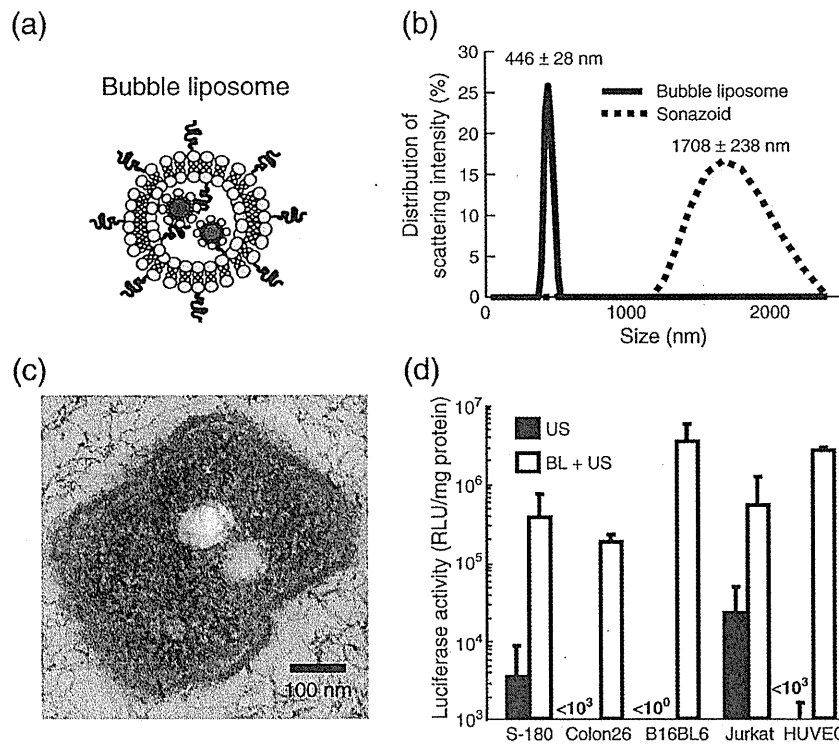 (a)
Bubble liposome
(b)
446 ± 28 nm
Bubble liposome
Sonazoid
1708 ± 238 nm
Distribution of
scattering intensity (%)
30
25
20
15
10
5
0
0
1000
2000
Size (nm)
(c)
100 nm
(d)
US
BL + US
Luciferase activity (RLU/mg protein)
10⁷
10⁶
10⁵
10⁴
10³
<10³
<10⁰
<10³
S-180
Colon26
B16BL6
Jurkat
HUVEC